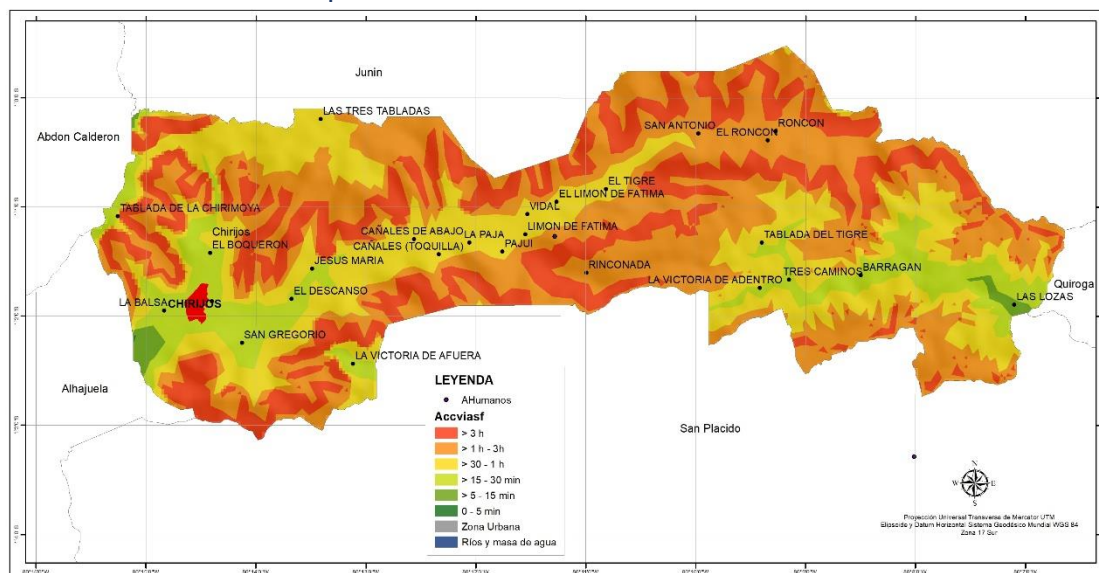 Junin
LAS TRES TABLADAS
Abdon Calderon
SAN ANTONIO
RONCON
EL RONCON
EL TIGRE
EL LIMON DE FATIMA
TABLADA DE LA CHIRIMOYA
VIDAL
Chirijos
CAÑALES DE ABAJO
LA PAJA
LIMON DE FATIMA
EL BOQUERON
CAÑALES (TOQUILLA)
PAJUI
TABLADA DEL TIGRE
JESUS MARIA
RINCONADA
LA VICTORIA DE ADENTRO
TRES CAMINOS
BARRAGAN
Quiroga
EL DESCANSO
LA BALSA
CHIRIJOS
LAS LOZAS
SAN GREGORIO
LA VICTORIA DE AFUERA
Alhajuela
San Placido
LEYENDA
AHumanos
Accviasf
> 3 h
> 1 h - 3h
> 30 - 1 h
> 15 - 30 min
> 5 - 15 min
0 - 5 min
Zona Urbana
Ríos y masa de agua
N
W E
S
Projección Universal Transversa de Mercator UTM
Elipsoide y Datum Horizontal Sistema Geodésico Mundial WGS 84
Zona 17 Sur